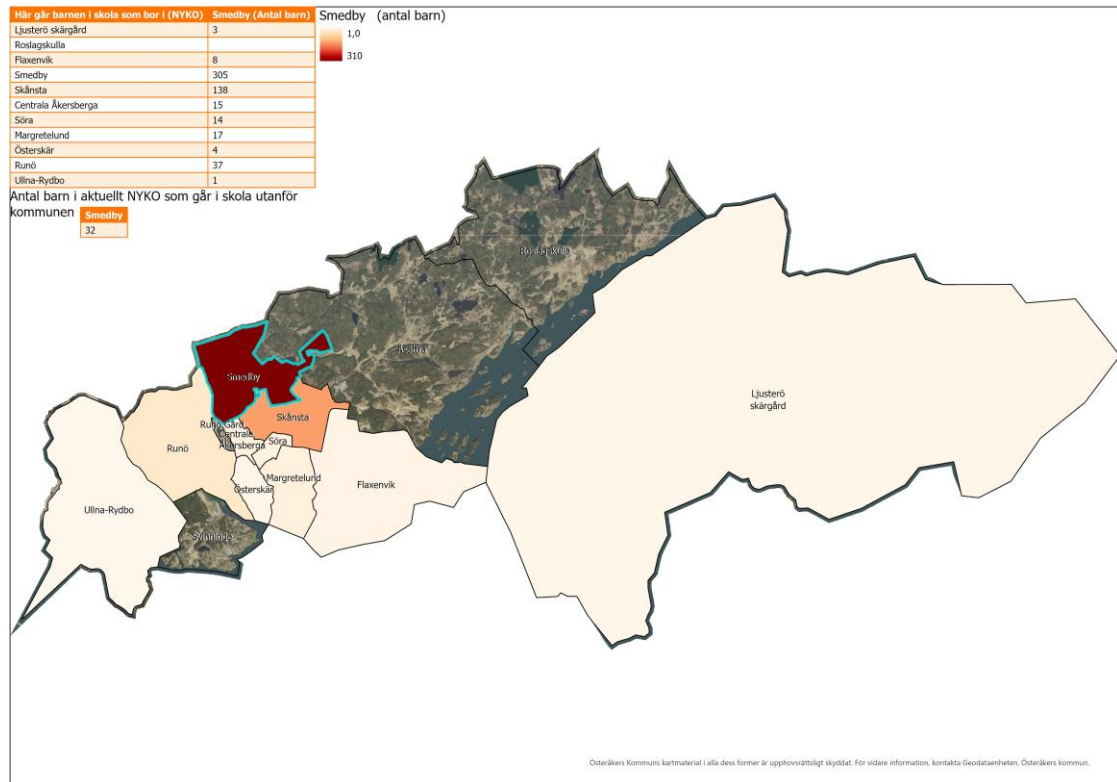 Här går barnen i skola som bor i (NYKO) Smedby (Antal barn)
Ljusterö skärgård 3
Roslagskulla
Flaxenvik 8
Smedby 305
Skånsta 138
Centrala Åkersberga 15
Söra 14
Margretelund 17
Österskär 4
Runö 37
Ullna-Rydbo 1
Smedby (antal barn)
1,0
310
Antal barn i aktuellt NYKO som går i skola utanför
kommunen
Smedby
32
Roslagskulla
Åsättra
Smedby
Ljusterö
skärgård
Skånsta
Runö Gård
Centrala
Åkersberga
Söra
Runö
Margretelund
Österskär
Flaxenvik
Ullna-Rydbo
Svinninge
Österåkers Kommuns kartmaterial i alla dess former är upphovsrättsligt skyddat. För vidare information, kontakta Geodataenheten, Österåkers kommun.